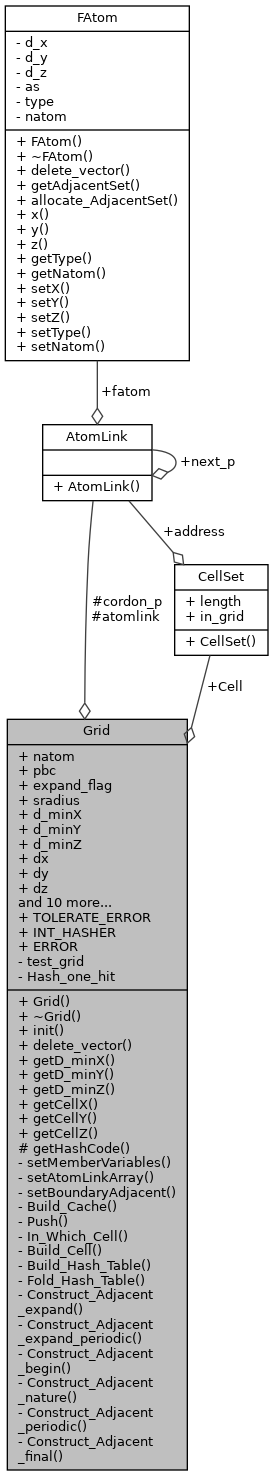 FAtom
- d_x
- d_y
- d_z
- as
- type
- natom
+ FAtom()
+ ~FAtom()
+ delete_vector()
+ getAdjacentSet()
+ allocate_AdjacentSet()
+ x()
+ y()
+ z()
+ getType()
+ getNatom()
+ setX()
+ setY()
+ setZ()
+ setType()
+ setNatom()
+fatom
AtomLink
+ AtomLink()
+next_p
+address
CellSet
+ length
+ in_grid
+ CellSet()
#cordon_p
#atomlink
+Cell
Grid
+ natom
+ pbc
+ expand_flag
+ sradius
+ d_minX
+ d_minY
+ d_minZ
+ dx
+ dy
+ dz
and 10 more...
+ TOLERATE_ERROR
+ INT_HASHER
+ ERROR
- test_grid
- Hash_one_hit
+ Grid()
+ ~Grid()
+ init()
+ delete_vector()
+ getD_minX()
+ getD_minY()
+ getD_minZ()
+ getCellX()
+ getCellY()
+ getCellZ()
# getHashCode()
- setMemberVariables()
- setAtomLinkArray()
- setBoundaryAdjacent()
- Build_Cache()
- Push()
- In_Which_Cell()
- Build_Cell()
- Build_Hash_Table()
- Fold_Hash_Table()
- Construct_Adjacent
_expand()
- Construct_Adjacent
_expand_periodic()
- Construct_Adjacent
_begin()
- Construct_Adjacent
_nature()
- Construct_Adjacent
_periodic()
- Construct_Adjacent
_final()